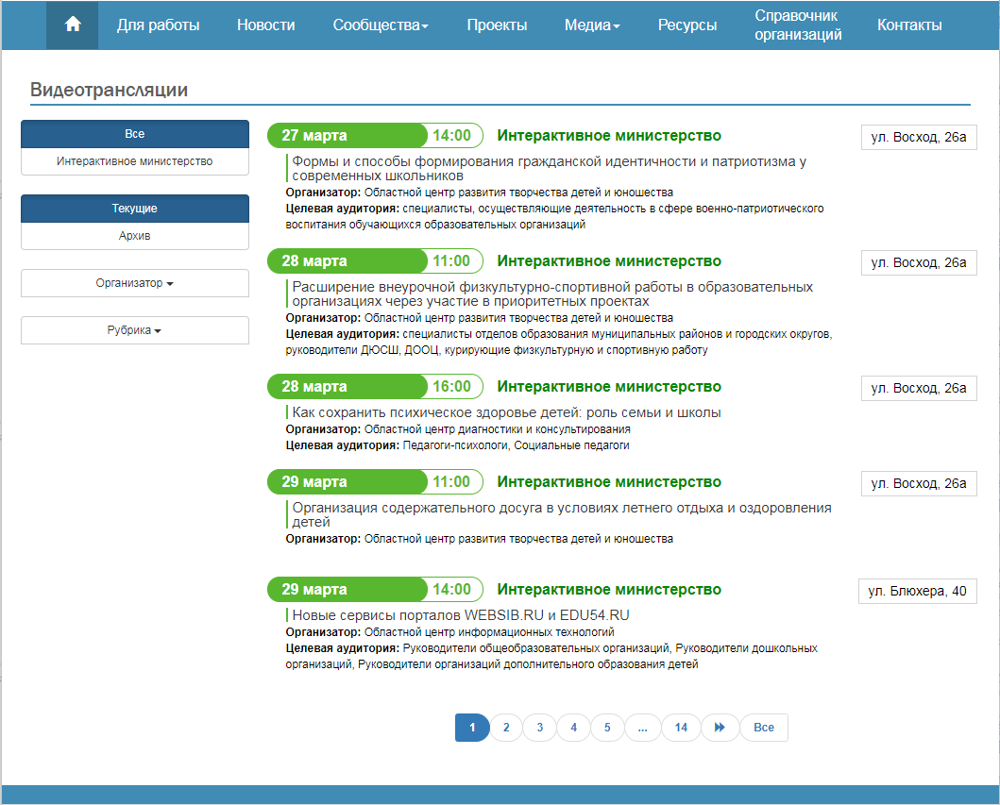 Для работы
Новости
Сообщества
Проекты
Медиа
Ресурсы
Справочник
организаций
Контакты
Видеотрансляции
Все
Интерактивное министерство
Текущие
Архив
Организатор
Рубрика
27 марта 14:00 Интерактивное министерство ул. Восход, 26а
Формы и способы формирования гражданской идентичности и патриотизма у
современных школьников
Организатор: Областной центр развития творчества детей и юношества
Целевая аудитория: специалисты, осуществляющие деятельность в сфере военно-патриотического
воспитания обучающихся образовательных организаций
28 марта 11:00 Интерактивное министерство ул. Восход, 26а
Расширение внеурочной физкультурно-спортивной работы в образовательных
организациях через участие в приоритетных проектах
Организатор: Областной центр развития творчества детей и юношества
Целевая аудитория: специалисты отделов образования муниципальных районов и городских округов,
руководители ДЮСШ, ДООЦ, курирующие физкультурную и спортивную работу
28 марта 16:00 Интерактивное министерство ул. Восход, 26а
Как сохранить психическое здоровье детей: роль семьи и школы
Организатор: Областной центр диагностики и консультирования
Целевая аудитория: Педагоги-психологи, Социальные педагоги
29 марта 11:00 Интерактивное министерство ул. Восход, 26а
Организация содержательного досуга в условиях летнего отдыха и оздоровления
детей
Организатор: Областной центр развития творчества детей и юношества
29 марта 14:00 Интерактивное министерство ул. Блюхера, 40
Новые сервисы порталов WEBSIB.RU и EDU54.RU
Организатор: Областной центр информационных технологий
Целевая аудитория: Руководители общеобразовательных организаций, Руководители дошкольных
организаций, Руководители организаций дополнительного образования детей
1 2 3 4 5 ... 14 Все